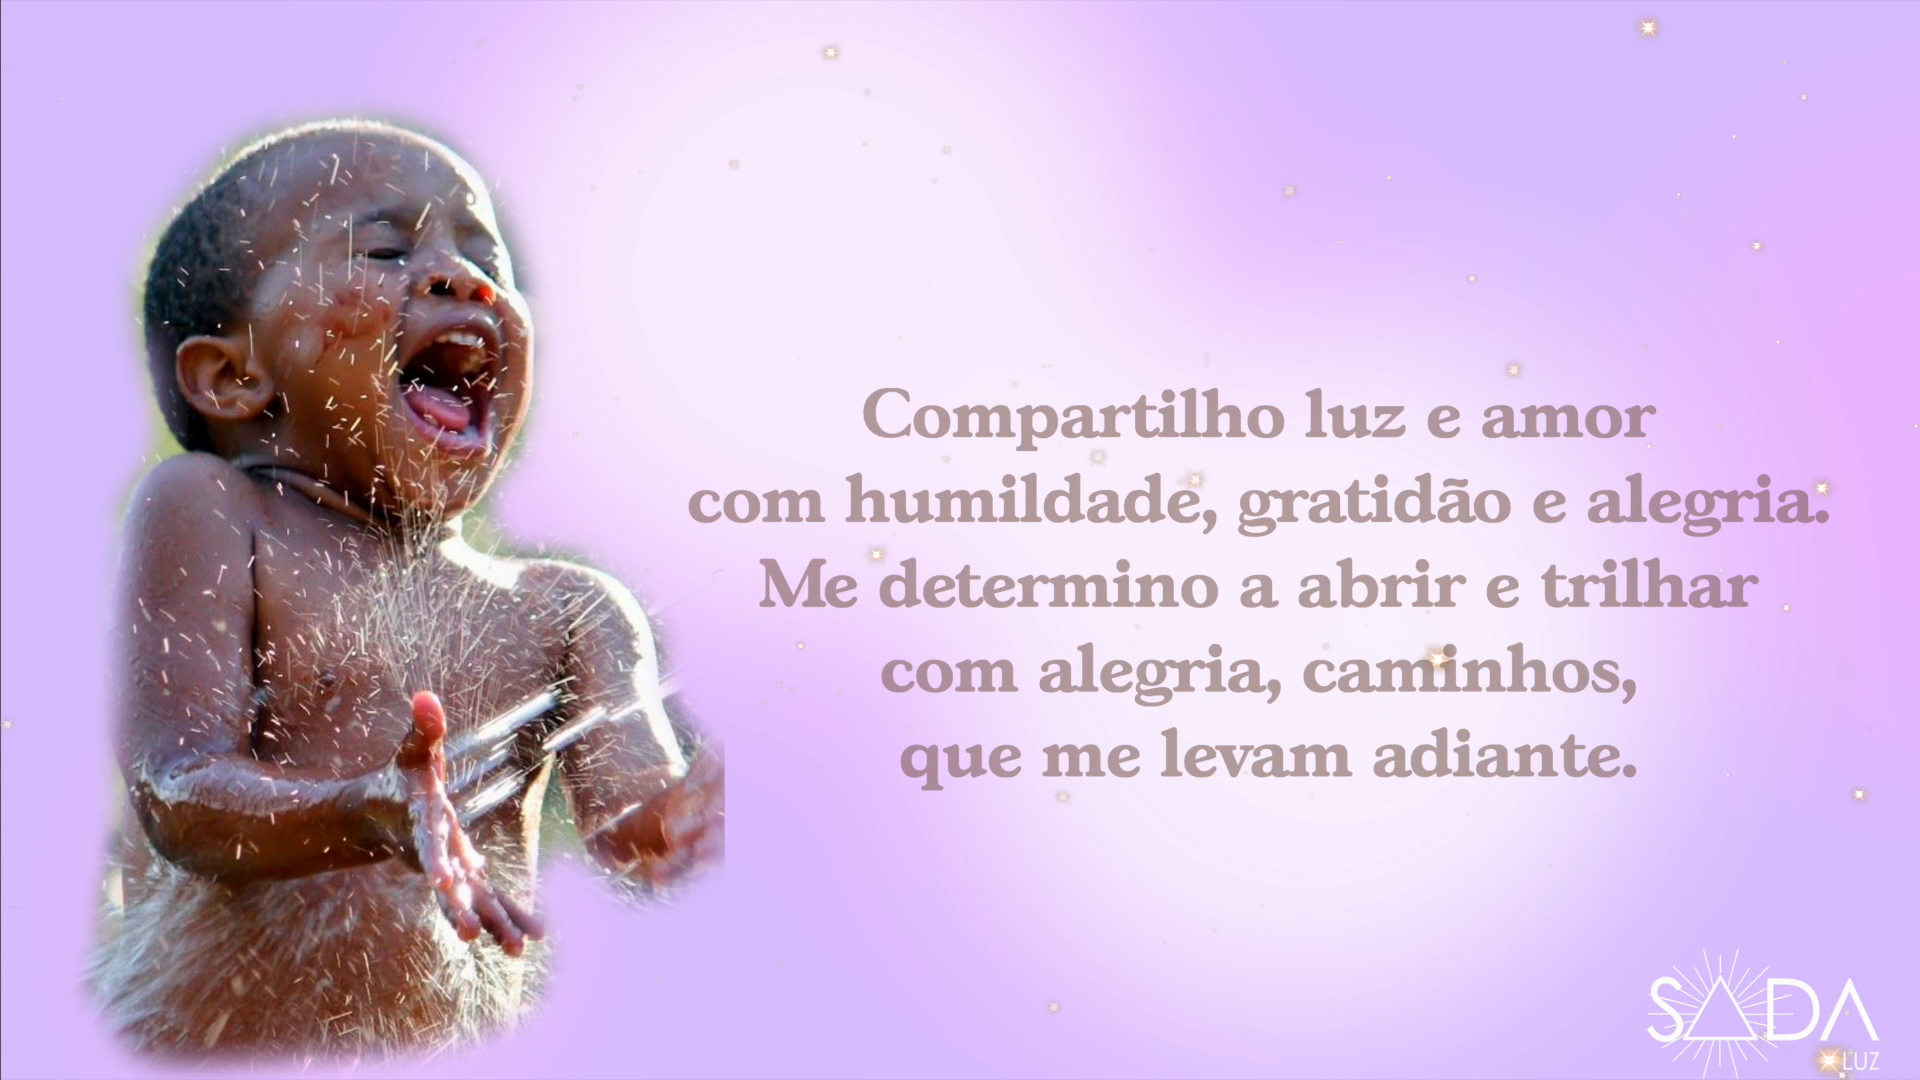 Compartilho luz e amor
com humildade, gratidão e alegria.
Me determino a abrir e trilhar
com alegria, caminhos,
que me levam adiante.
SADA
LUZ